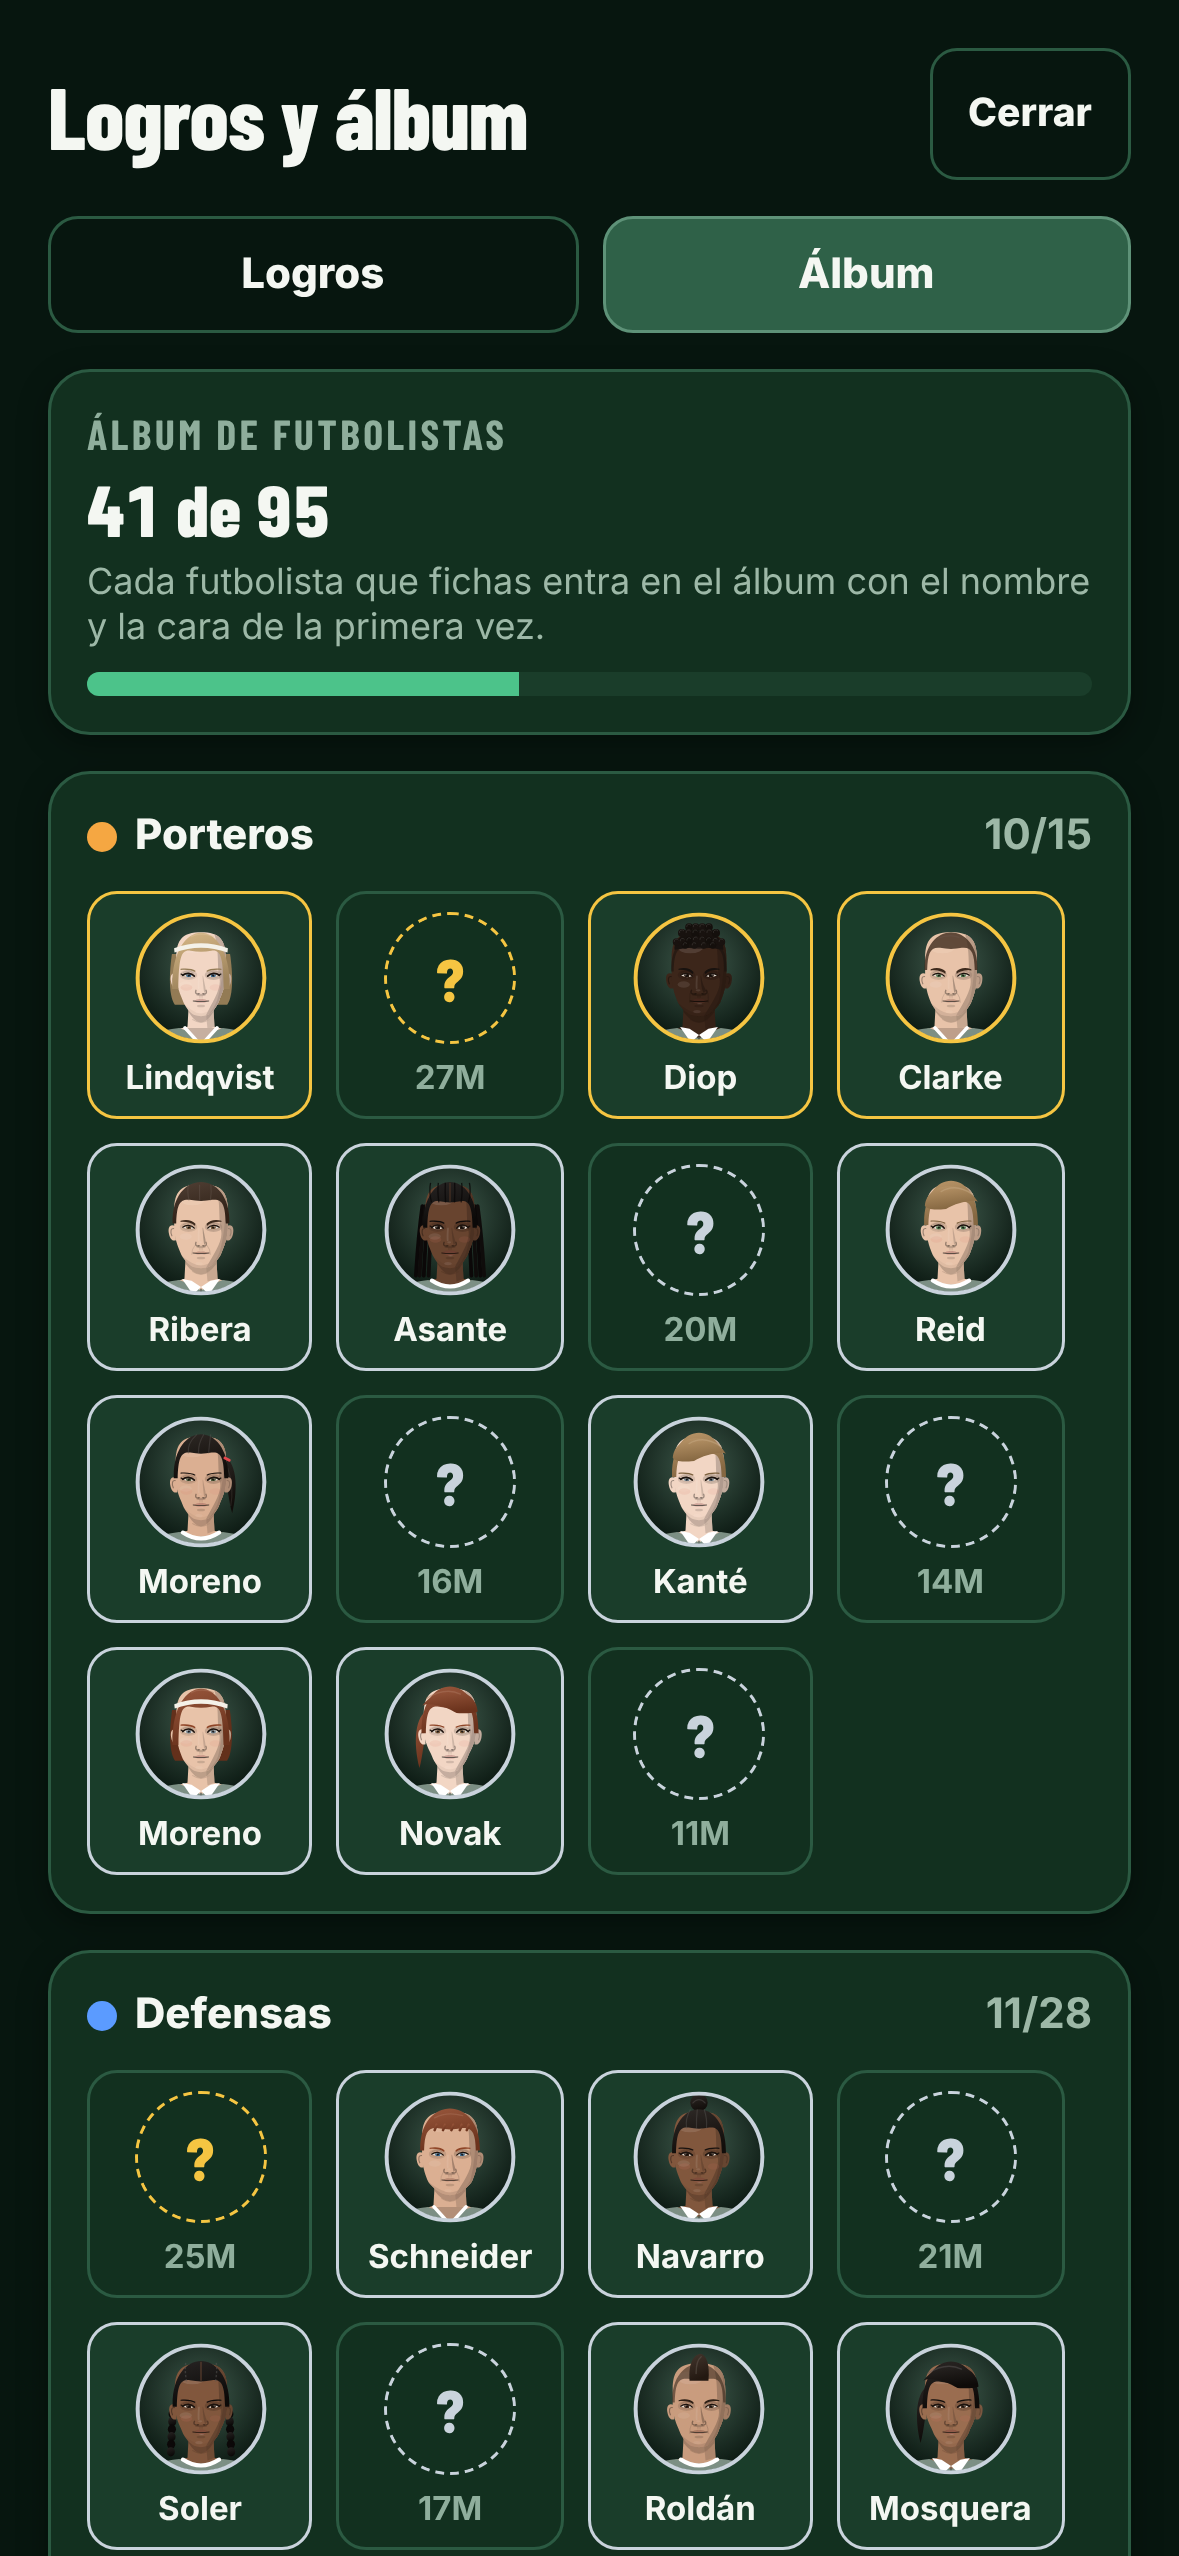 Logros y álbum
Cerrar
Logros
Álbum
ÁLBUM DE FUTBOLISTAS
41 de 95
Cada futbolista que fichas entra en el álbum con el nombre
y la cara de la primera vez.
Porteros
10/15
Lindqvist
?
27M
Diop
Clarke
Ribera
Asante
?
20M
Reid
Moreno
?
16M
Kanté
?
14M
Moreno
Novak
?
11M
Defensas
11/28
?
25M
Schneider
Navarro
?
21M
Soler
?
17M
Roldán
Mosquera